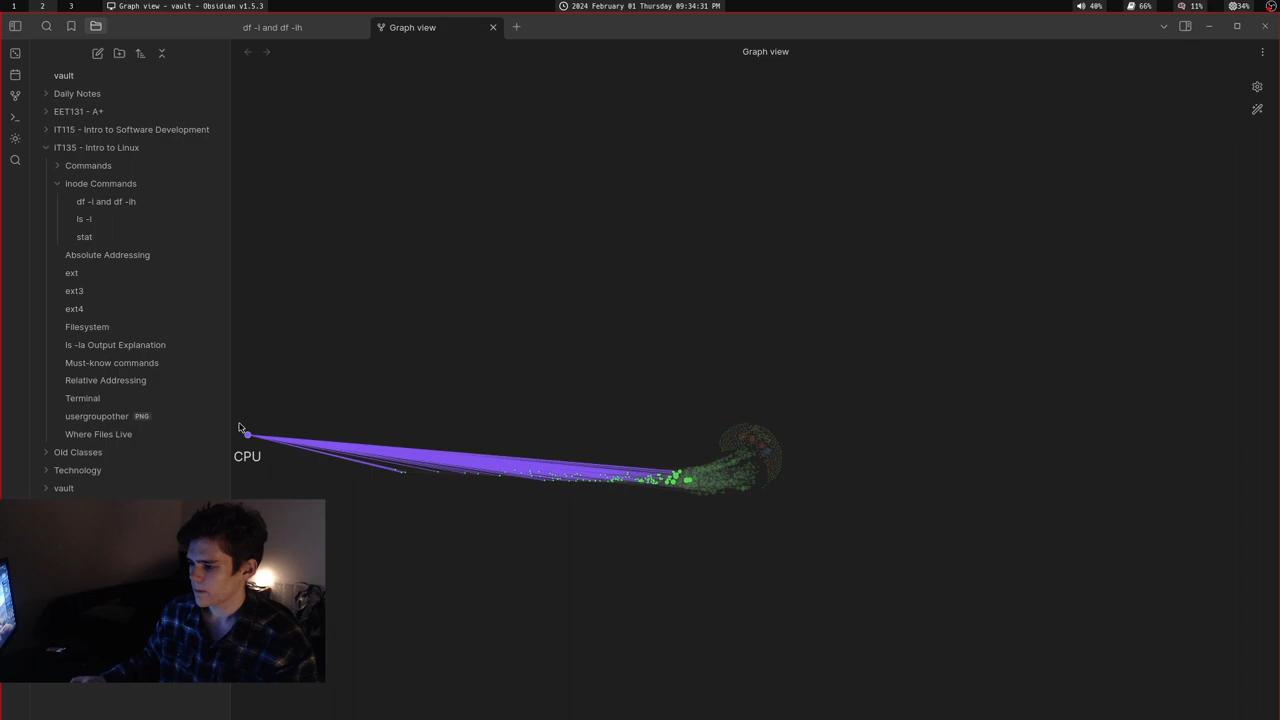 1 2 3 Graph view - vault - Obsidian v1.5.3 2024 February 01 Thursday 09:34:31 PM 40% 66% 11% 34%
df -i and df -ih Graph view
Graph view
vault
Daily Notes
EET131 - A+
IT115 - Intro to Software Development
IT135 - Intro to Linux
Commands
Inode Commands
df -i and df -ih
ls -i
stat
Absolute Addressing
ext
ext3
ext4
Filesystem
ls -la Output Explanation
Must-know commands
Relative Addressing
Terminal
usergroupother PNG
Where Files Live
Old Classes
Technology
vault
CPU